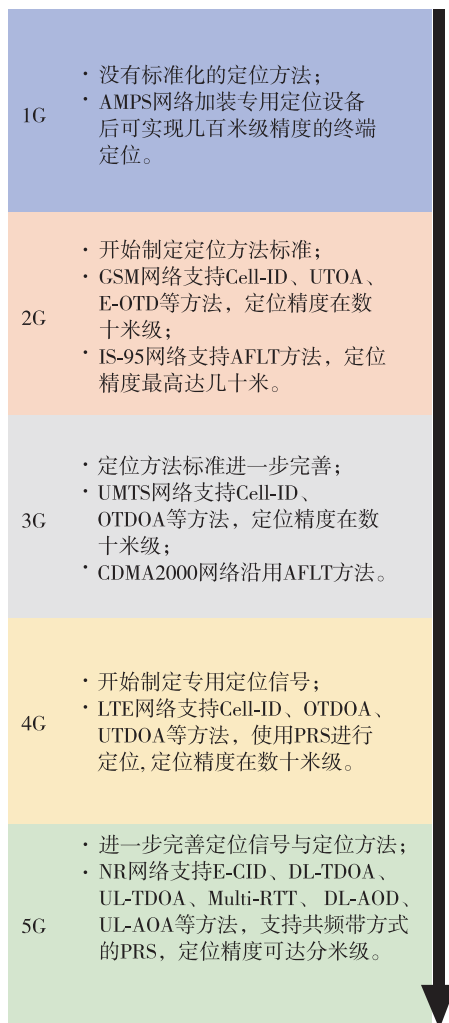 1G
· 没有标准化的定位方法；
· AMPS网络加装专用定位设备
后可实现几百米级精度的终端
定位。
2G
· 开始制定定位方法标准；
· GSM网络支持Cell-ID、UTOA、
E-OTD等方法，定位精度在数
十米级；
· IS-95网络支持AFLT方法，定位
精度最高达几十米。
3G
· 定位方法标准进一步完善；
· UMTS网络支持Cell-ID、
OTDOA等方法，定位精度在数
十米级；
· CDMA2000网络沿用AFLT方法。
4G
· 开始制定专用定位信号；
· LTE网络支持Cell-ID、OTDOA、
UTDOA等方法，使用PRS进行
定位,定位精度在数十米级。
5G
· 进一步完善定位信号与定位方法；
· NR网络支持E-CID、DL-TDOA、
UL-TDOA、Multi-RTT、 DL-AOD、
UL-AOA等方法，支持共频带方式
的PRS，定位精度可达分米级。